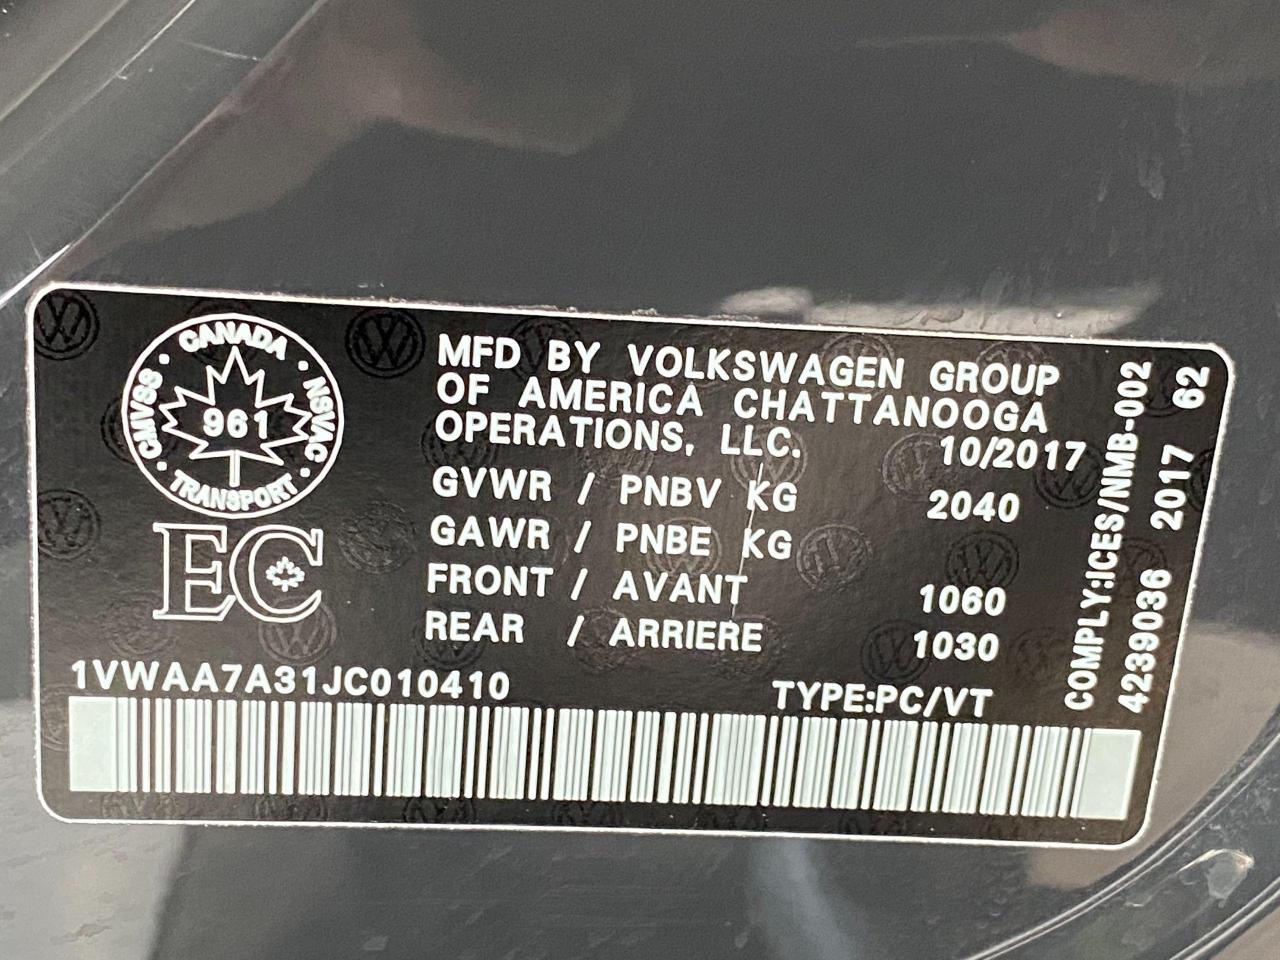 CANADA
CMVSS
961
NSVAC
TRANSPORT
EC
MFD BY VOLKSWAGEN GROUP
OF AMERICA CHATTANOOGA
OPERATIONS, LLC.
10/2017
GVWR / PNBV KG 2040
GAWR / PNBE KG
FRONT / AVANT 1060
REAR / ARRIERE 1030
1VWAA7A31JC010410
TYPE:PC/VT
COMPLY:ICES/NMB-002
4239036 2017 62